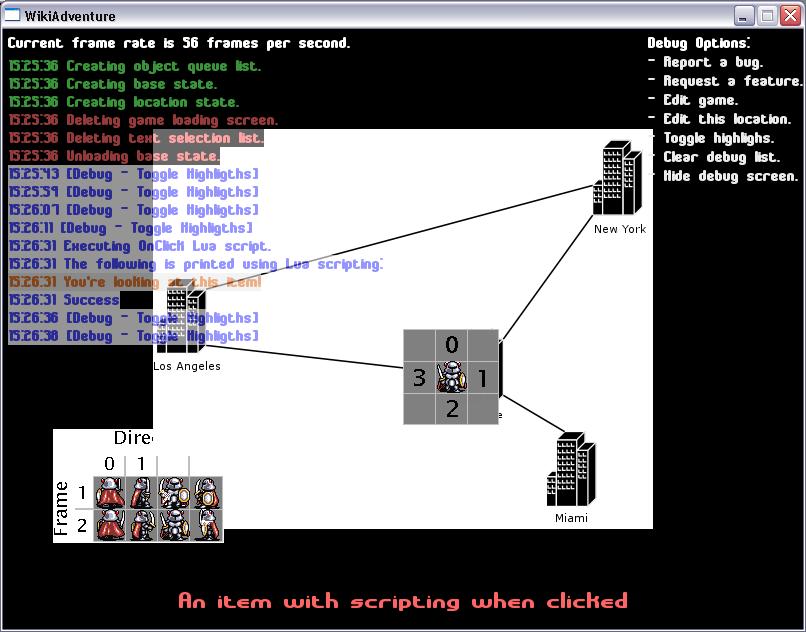 WikiAdventure
Current frame rate is 56 frames per second.
15:25:36 Creating object queue list.
15:25:36 Creating base state.
15:25:36 Creating location state.
15:25:36 Deleting game loading screen.
15:25:36 Deleting text selection list.
15:25:36 Unloading base state.
15:25:43 [Debug - Toggle Highligths]
15:25:59 [Debug - Toggle Highligths]
15:26:07 [Debug - Toggle Highligths]
15:26:11 [Debug - Toggle Highligths]
15:26:31 Executing OnClick Lua script.
15:26:31 The following is printed using Lua scripting:
15:26:31 You're looking at this item!
15:26:31 Success
15:26:36 [Debug - Toggle Highligths]
15:26:38 [Debug - Toggle Highligths]
Debug Options:
- Report a bug.
- Request a feature.
- Edit game.
- Edit this location.
- Toggle highlighs.
- Clear debug list.
- Hide debug screen.
New York
Los Angeles
0
3 1
2
e
Miami
Dire
0 1
Frame
1
2
An item with scripting when clicked